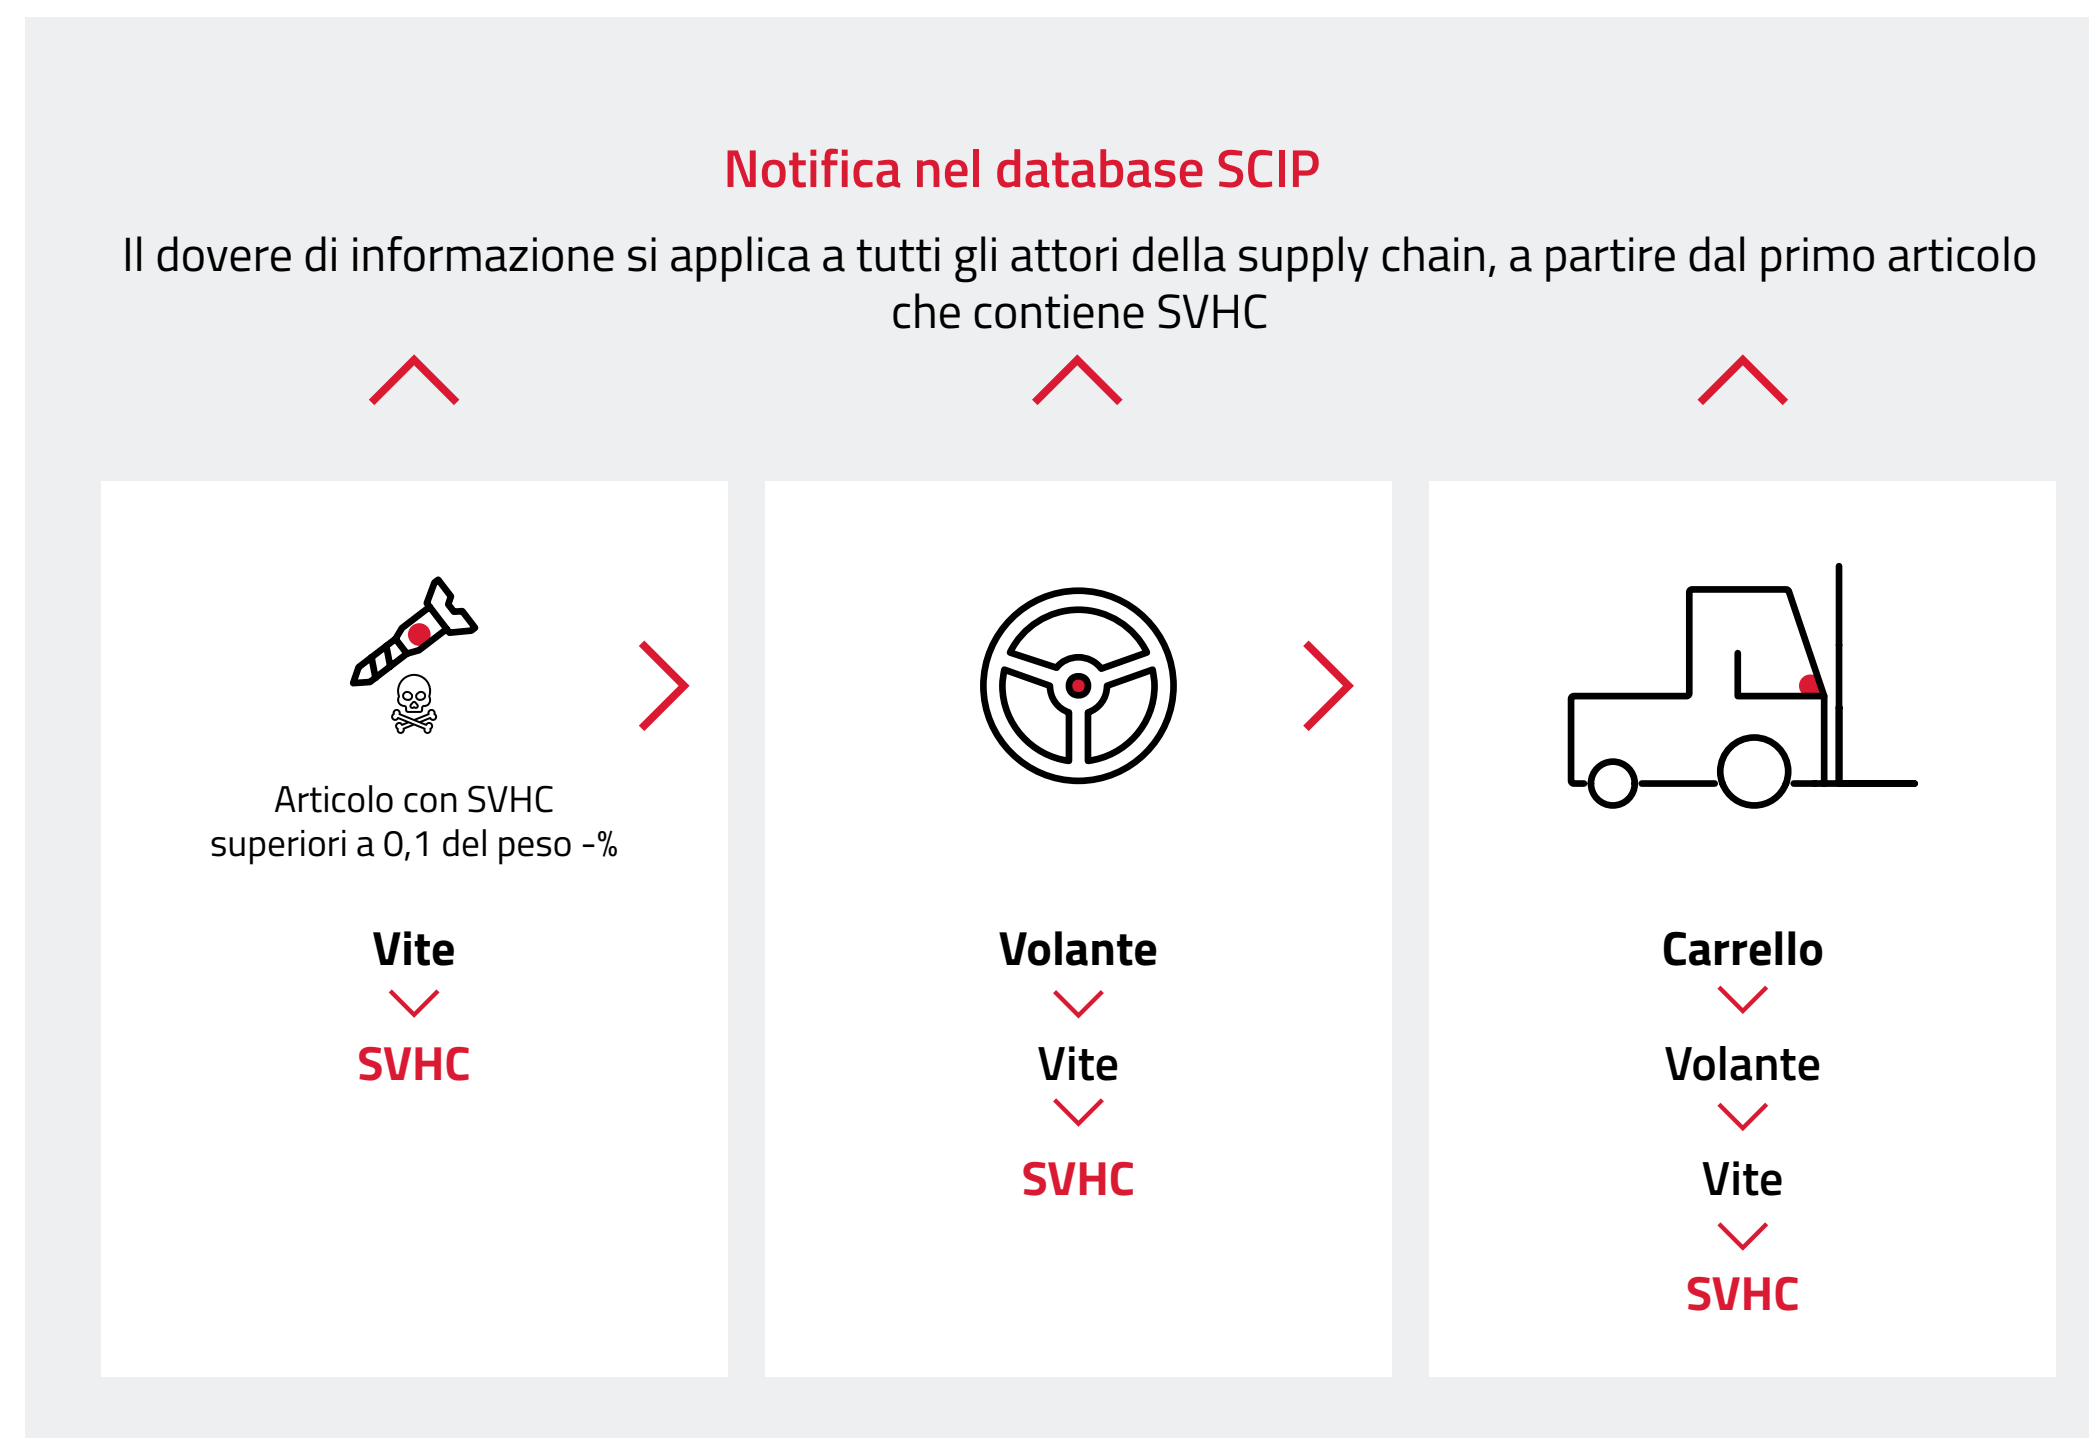 Notifica nel database SCIP
Il dovere di informazione si applica a tutti gli attori della supply chain, a partire dal primo articolo
che contiene SVHC
Articolo con SVHC
superiori a 0,1 del peso -%
Vite
SVHC
Volante
Vite
SVHC
Carrello
Volante
Vite
SVHC